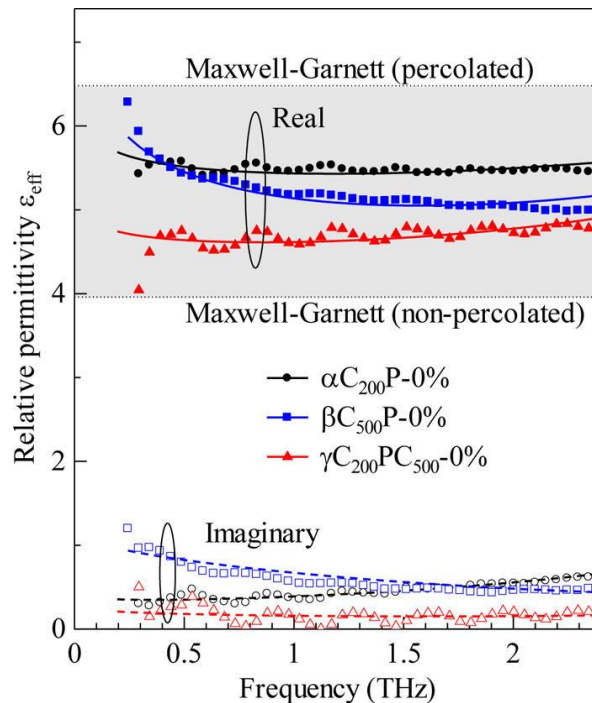 Maxwell-Garnett (percolated)
Real
Maxwell-Garnett (non-percolated)
αC₂₀₀P-0%
βC₅₀₀P-0%
γC₂₀₀PC₅₀₀-0%
Imaginary
Relative permittivity ε_eff
6
4
2
0
0 0.5 1 1.5 2
Frequency (THz)